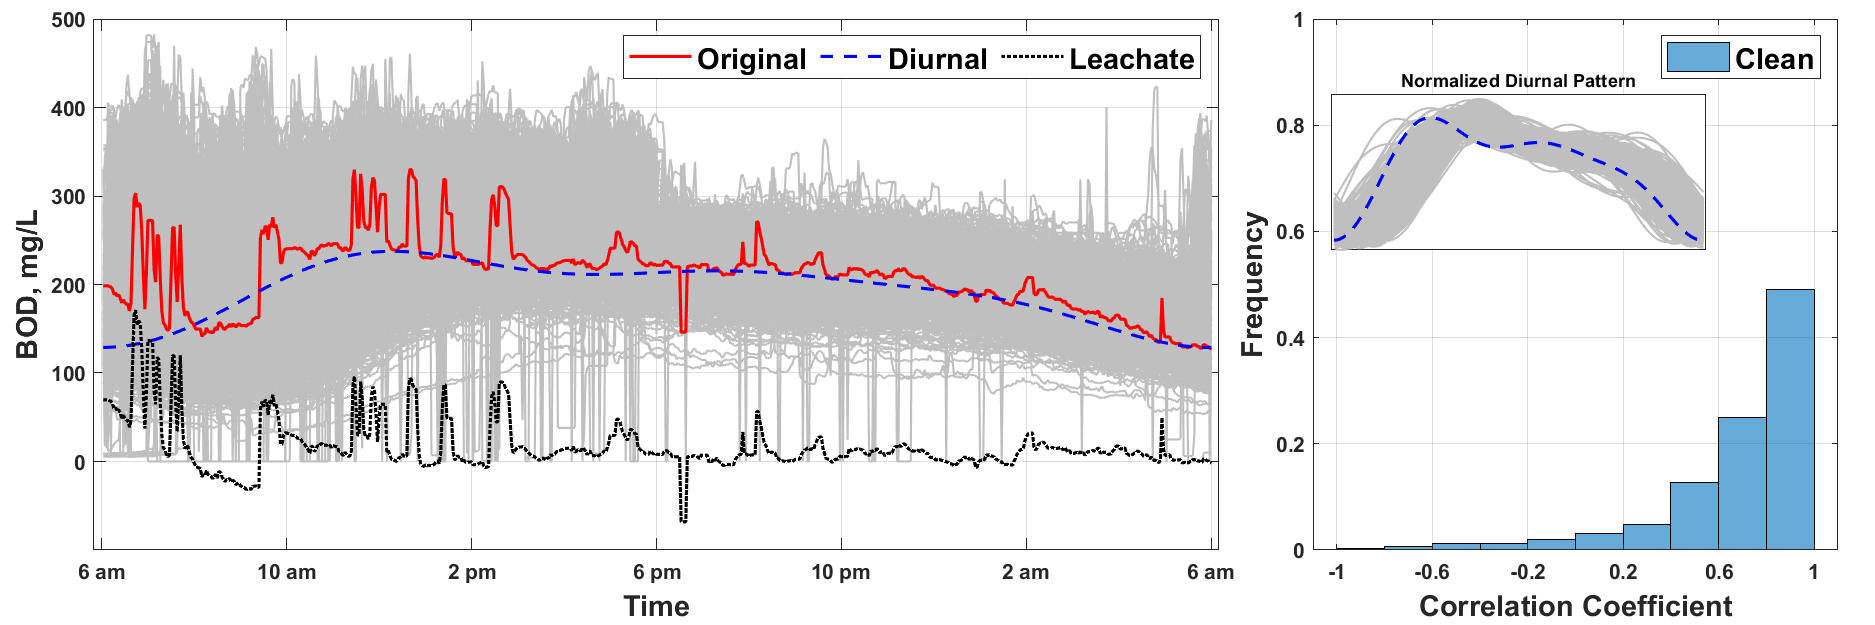 500
400
300
200
100
0
BOD, mg/L
Original Diurnal Leachate
6 am 10 am 2 pm 6 pm 10 pm 2 am 6 am
Time
1
0.8
0.6
0.4
0.2
0
Frequency
Clean
Normalized Diurnal Pattern
-1 -0.6 -0.2 0.2 0.6 1
Correlation Coefficient